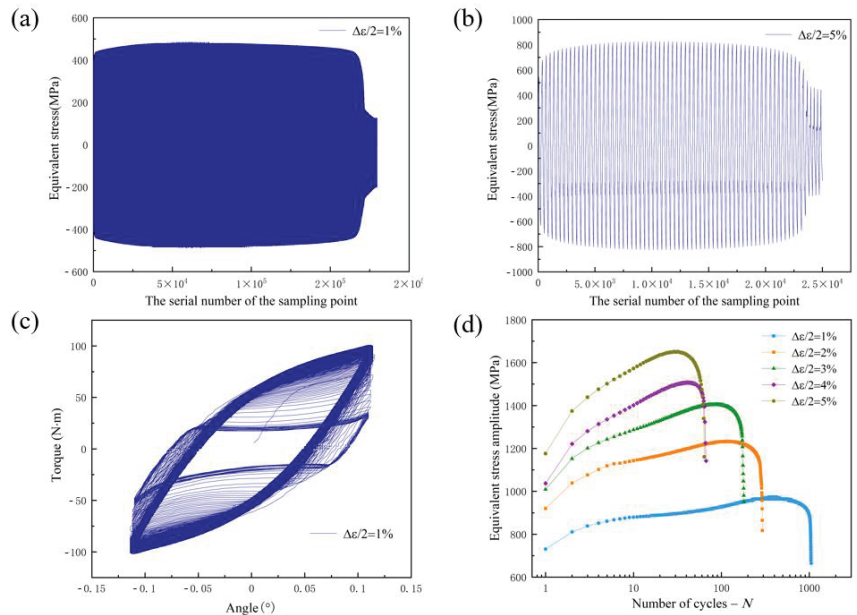 (a)
Δε/2=1%
600
400
200
0
-200
-400
-600
Equivalent stress(MPa)
0
5×10⁴
1×10⁵
2×10⁵
The serial number of the sampling point
(b)
Δε/2=5%
1000
800
600
400
200
0
-200
-400
-600
-800
-1000
Equivalent stress(MPa)
0
1.0×10⁴
1.5×10⁴
2.0×10⁴
2.5×10⁴
The serial number of the sampling point
(c)
100
50
0
-50
-100
Torque (N·m)
Δε/2=1%
-0.15
-0.10
-0.05
0.00
0.05
0.10
0.15
Angle(°)
(d)
1800
1600
1400
1200
1000
800
600
Equivalent stress amplitude (MPa)
Δε/2=1%
Δε/2=2%
Δε/2=3%
Δε/2=4%
Δε/2=5%
1
10
100
1000
Number of cycles – N